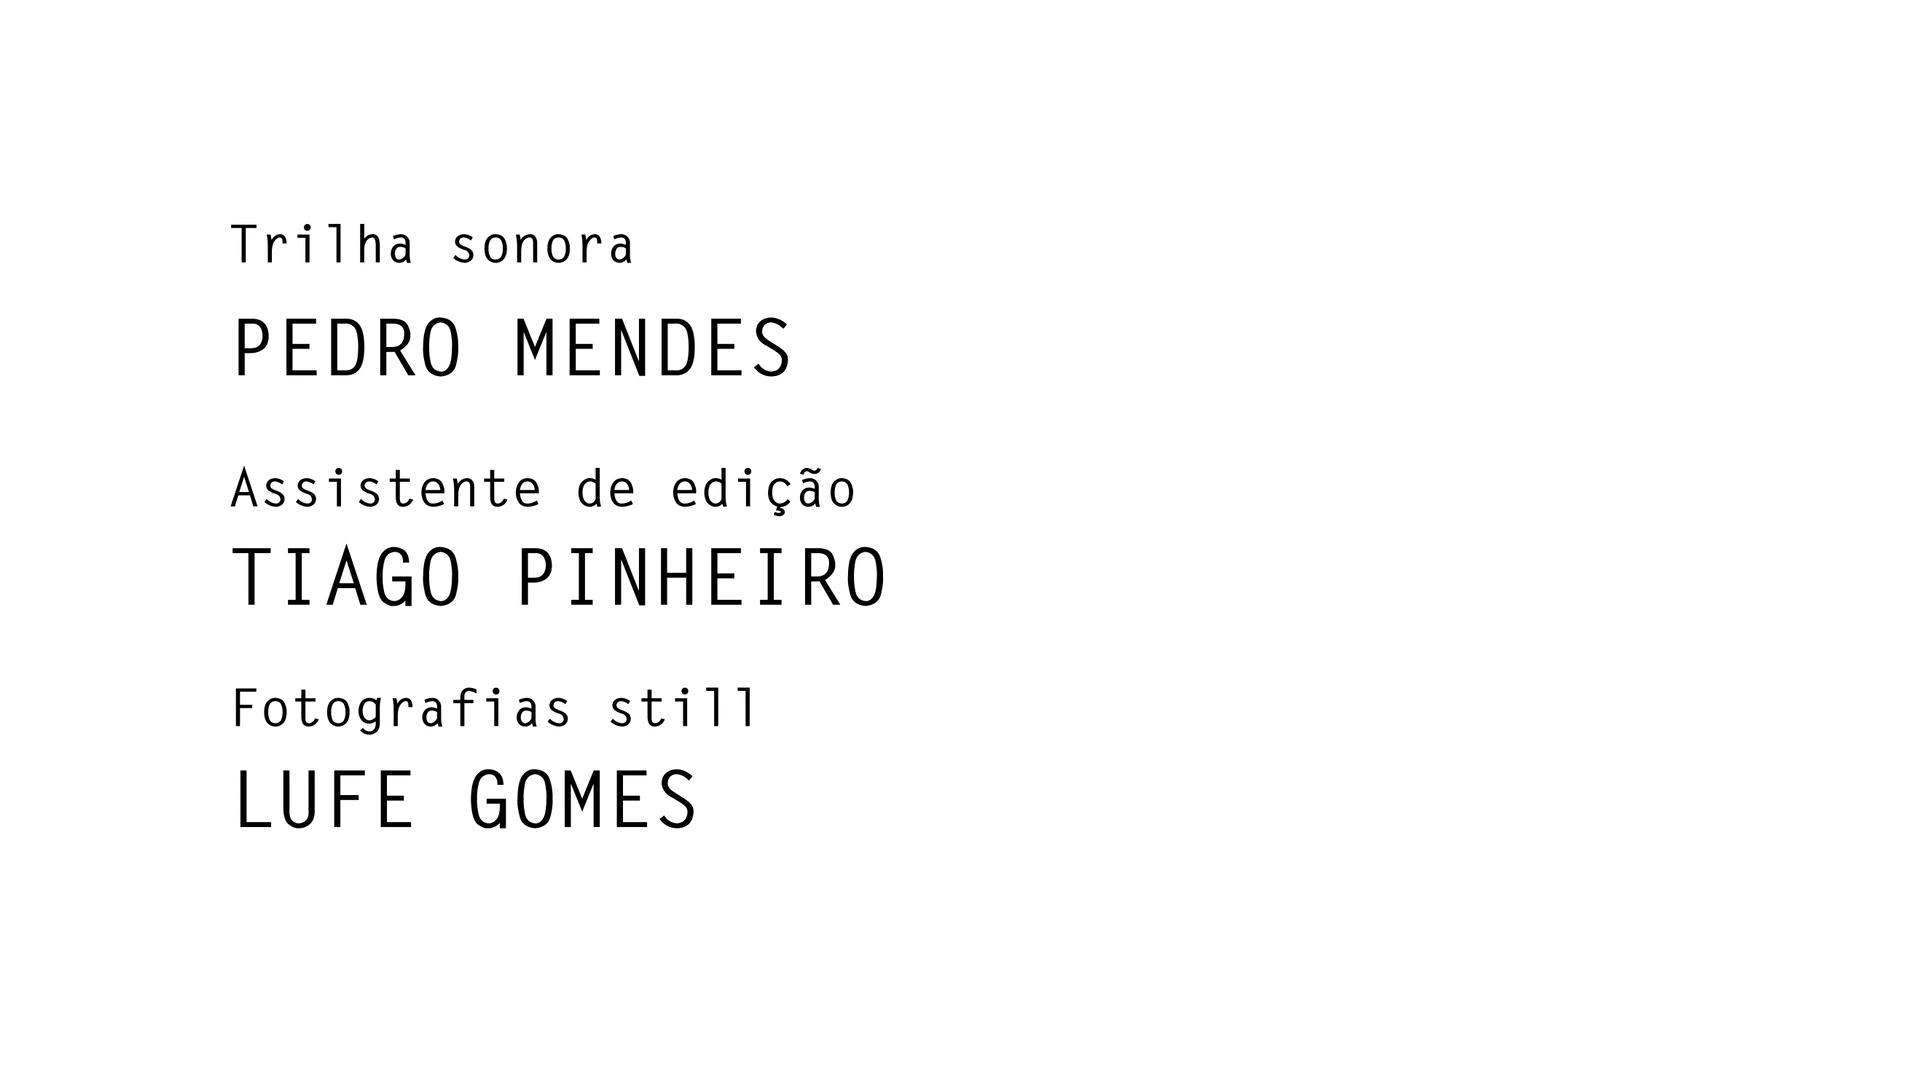 Trilha sonora
PEDRO MENDES
Assistente de edição
TIAGO PINHEIRO
Fotografias still
LUFE GOMES